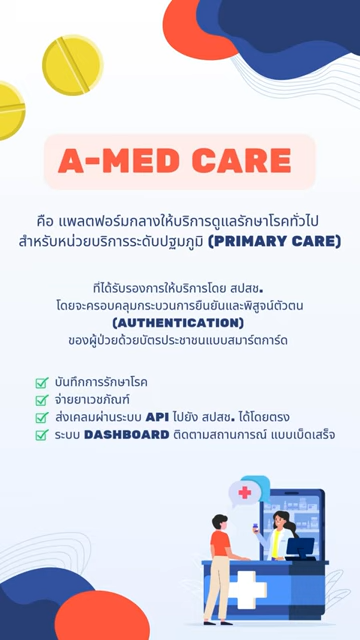 A-MED CARE
คือ แพลตฟอร์มกลางให้บริการดูแลรักษาโรคทั่วไป
สำหรับหน่วยบริการระดับปฐมภูมิ (PRIMARY CARE)
ที่ได้รับรองการให้บริการโดย สปสช.
โดยจะครอบคลุมกระบวนการยืนยันและพิสูจน์ตัวตน
(AUTHENTICATION)
ของผู้ป่วยด้วยบัตรประชาชนแบบสมาร์ตการ์ด
บันทึกการรักษาโรค
จ่ายยาเวชภัณฑ์
ส่งเคลมผ่านระบบ API ไปยัง สปสช. ได้โดยตรง
ระบบ DASHBOARD ติดตามสถานการณ์ แบบเบ็ดเสร็จ